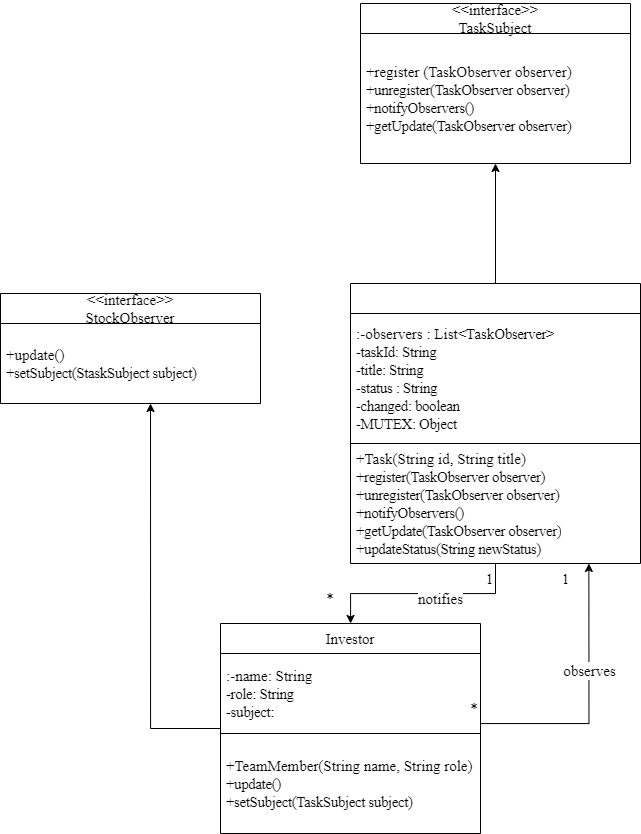 <<interface>>
TaskSubject
+register (TaskObserver observer)
+unregister(TaskObserver observer)
+notifyObservers()
+getUpdate(TaskObserver observer)
<<interface>>
StockObserver
+update()
+setSubject(StaskSubject subject)
:-observers : List<TaskObserver>
-taskId: String
-title: String
-status : String
-changed: boolean
-MUTEX: Object
+Task(String id, String title)
+register(TaskObserver observer)
+unregister(TaskObserver observer)
+notifyObservers()
+getUpdate(TaskObserver observer)
+updateStatus(String newStatus)
1
1
*
notifies
Investor
:-name: String
-role: String
-subject:
*
observes
+TeamMember(String name, String role)
+update()
+setSubject(TaskSubject subject)